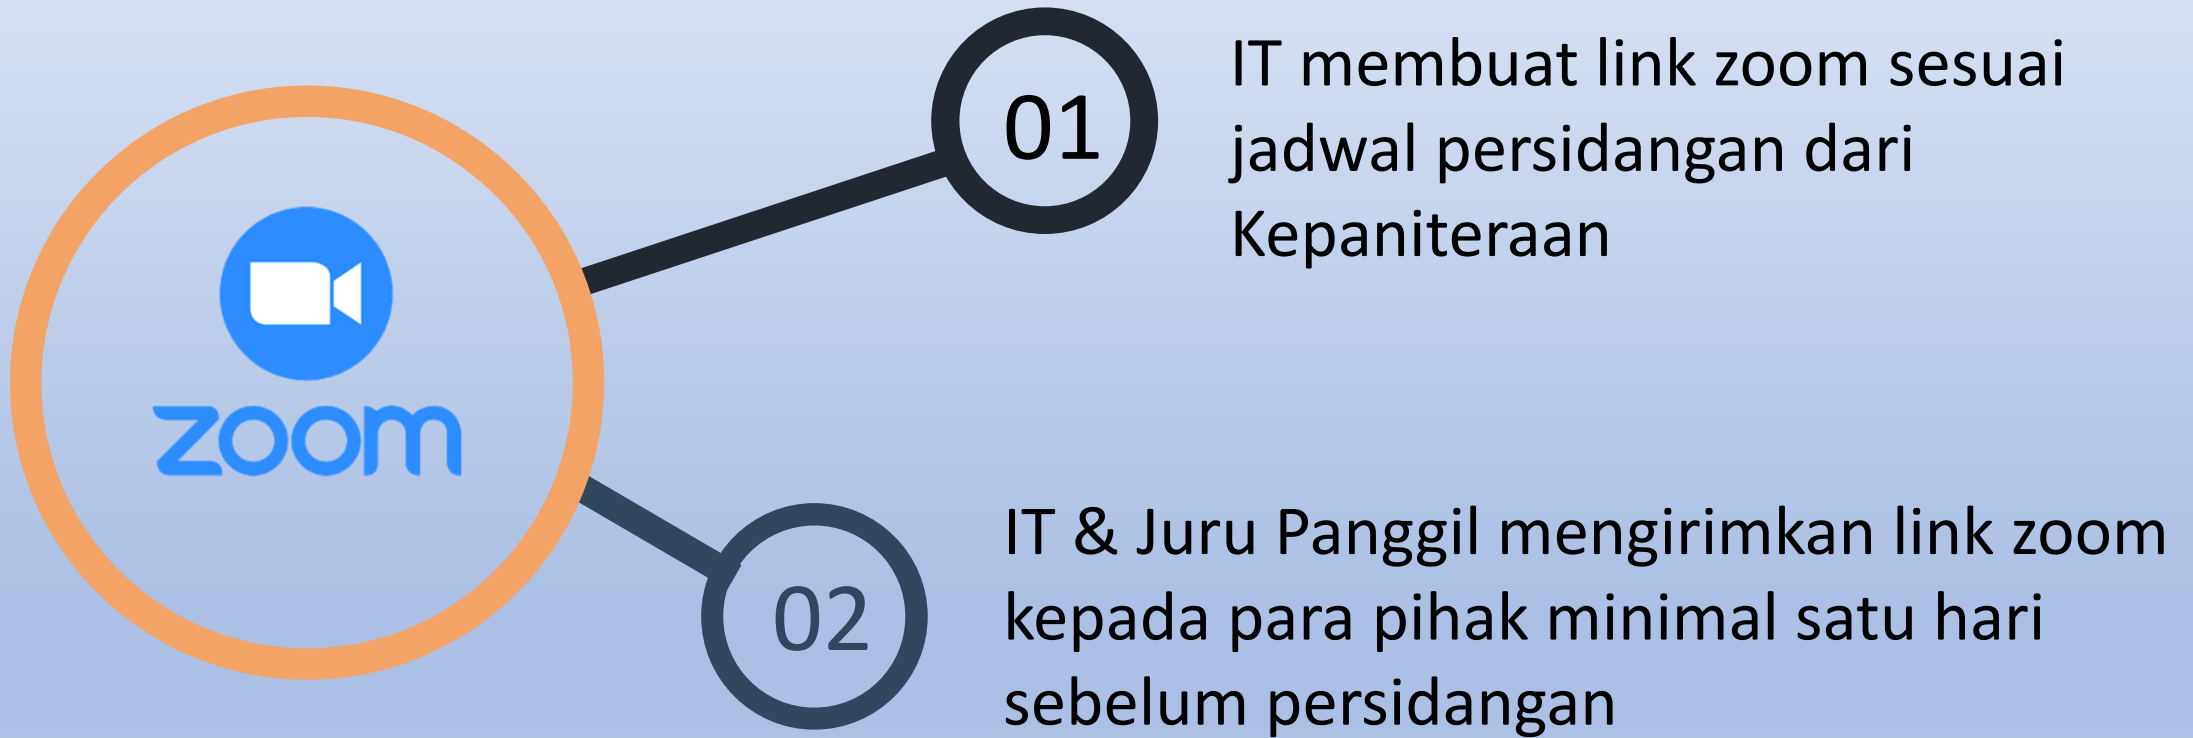 zoom
01
IT membuat link zoom sesuai
jadwal persidangan dari
Kepaniteraan
02
IT & Juru Panggil mengirimkan link zoom
kepada para pihak minimal satu hari
sebelum persidangan